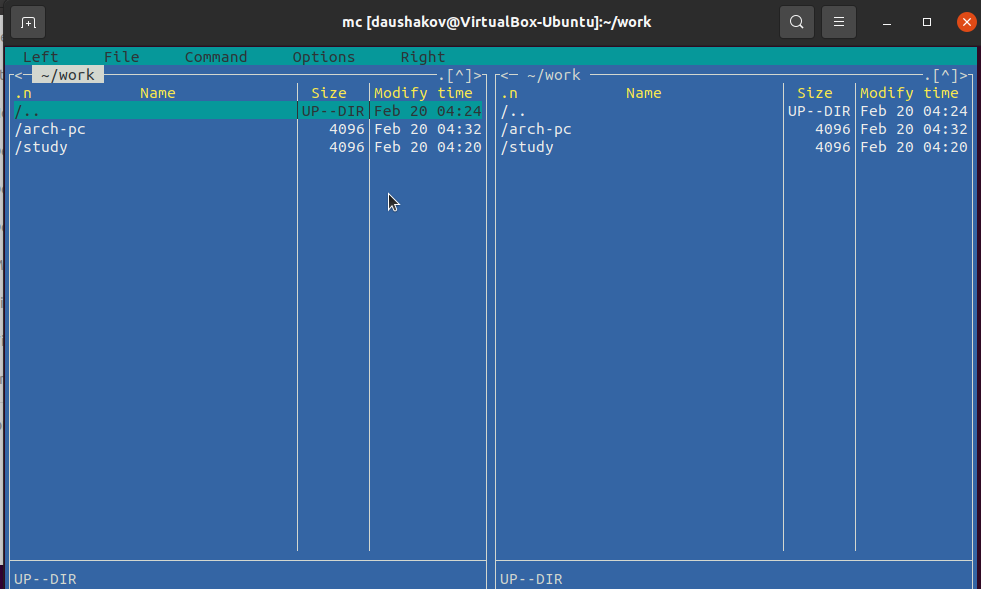 mc [daushakov@VirtualBox-Ubuntu]:~/work
Left File Command Options Right
<─ ~/work .[^]> <─ ~/work .[^]>
.n Name Size Modify time .n Name Size Modify time
/.. UP--DIR Feb 20 04:24 /.. UP--DIR Feb 20 04:24
/arch-pc 4096 Feb 20 04:32 /arch-pc 4096 Feb 20 04:32
/study 4096 Feb 20 04:20 /study 4096 Feb 20 04:20
UP--DIR UP--DIR